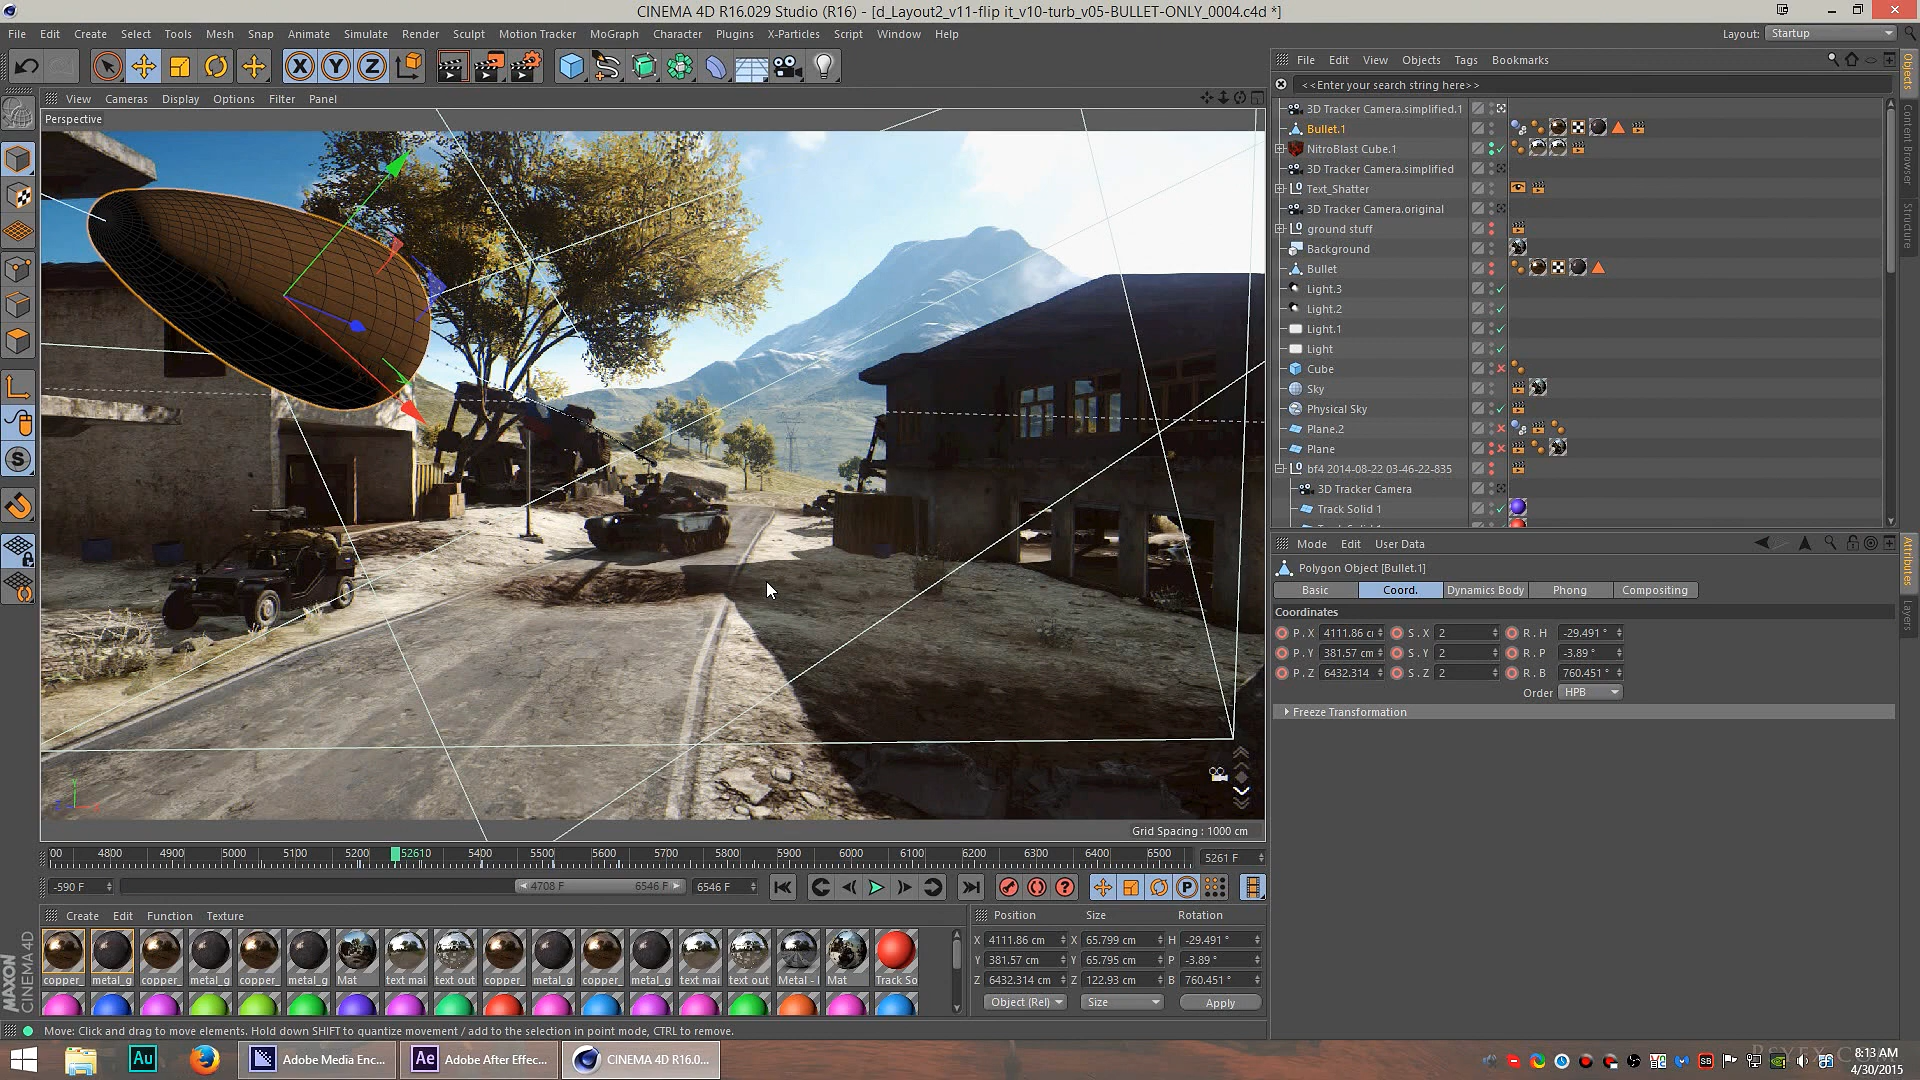 CINEMA 4D R16.029 Studio (R16) - [d_Layout2_v11-flip it_v10-turb_v05-BULLET-ONLY_0004.c4d *]
File Edit Create Select Tools Mesh Snap Animate Simulate Render Sculpt Motion Tracker MoGraph Character Plugins X-Particles Script Window Help
Layout: Startup
X Y Z
View Cameras Display Options Filter Panel
Perspective
Grid Spacing : 1000 cm
S
File Edit View Objects Tags Bookmarks
<<Enter your search string here>>
3D Tracker Camera.simplified.1
Bullet.1
NitroBlast Cube.1
3D Tracker Camera.simplified
Text_Shatter
3D Tracker Camera.original
ground stuff
Background
Bullet
Light.3
Light.2
Light.1
Light
Cube
Sky
Physical Sky
Plane.2
Plane
bf4 2014-08-22 03-46-22-835
3D Tracker Camera
Track Solid 1
Objects
Content Browser
Structure
Mode Edit User Data
Polygon Object [Bullet.1]
Basic Coord. Dynamics Body Phong Compositing
Coordinates
P . X 4111.86 S . X 2 R . H -29.491 °
P . Y 381.57 cm S . Y 2 R . P -3.89 °
P . Z 6432.314 S . Z 2 R . B 760.451 °
Order HPB
Freeze Transformation
Attributes
Layers
00 4800 4900 5000 5100 5200 52610 5400 5500 5600 5700 5800 5900 6000 6100 6200 6300 6400 6500 5261 F
-590 F 4708 F 6546 F 6546 F P
Create Edit Function Texture
copper_ metal_g copper_ metal_g copper_ metal_g Mat text mai text out copper_ metal_g copper_ metal_g text mai text out Metal - Mat Track So
Position Size Rotation
X 4111.86 cm X 65.799 cm H -29.491 °
Y 381.57 cm Y 65.795 cm P -3.89 °
Z 6432.314 cm Z 122.93 cm B 760.451 °
Object (Rel) Size Apply
MAXON
CINEMA 4D
Move: Click and drag to move elements. Hold down SHIFT to quantize movement / add to the selection in point mode, CTRL to remove.
Au
Adobe Media Enc...
Ae Adobe After Effec...
CINEMA 4D R16.0...
8:13 AM
4/30/2015